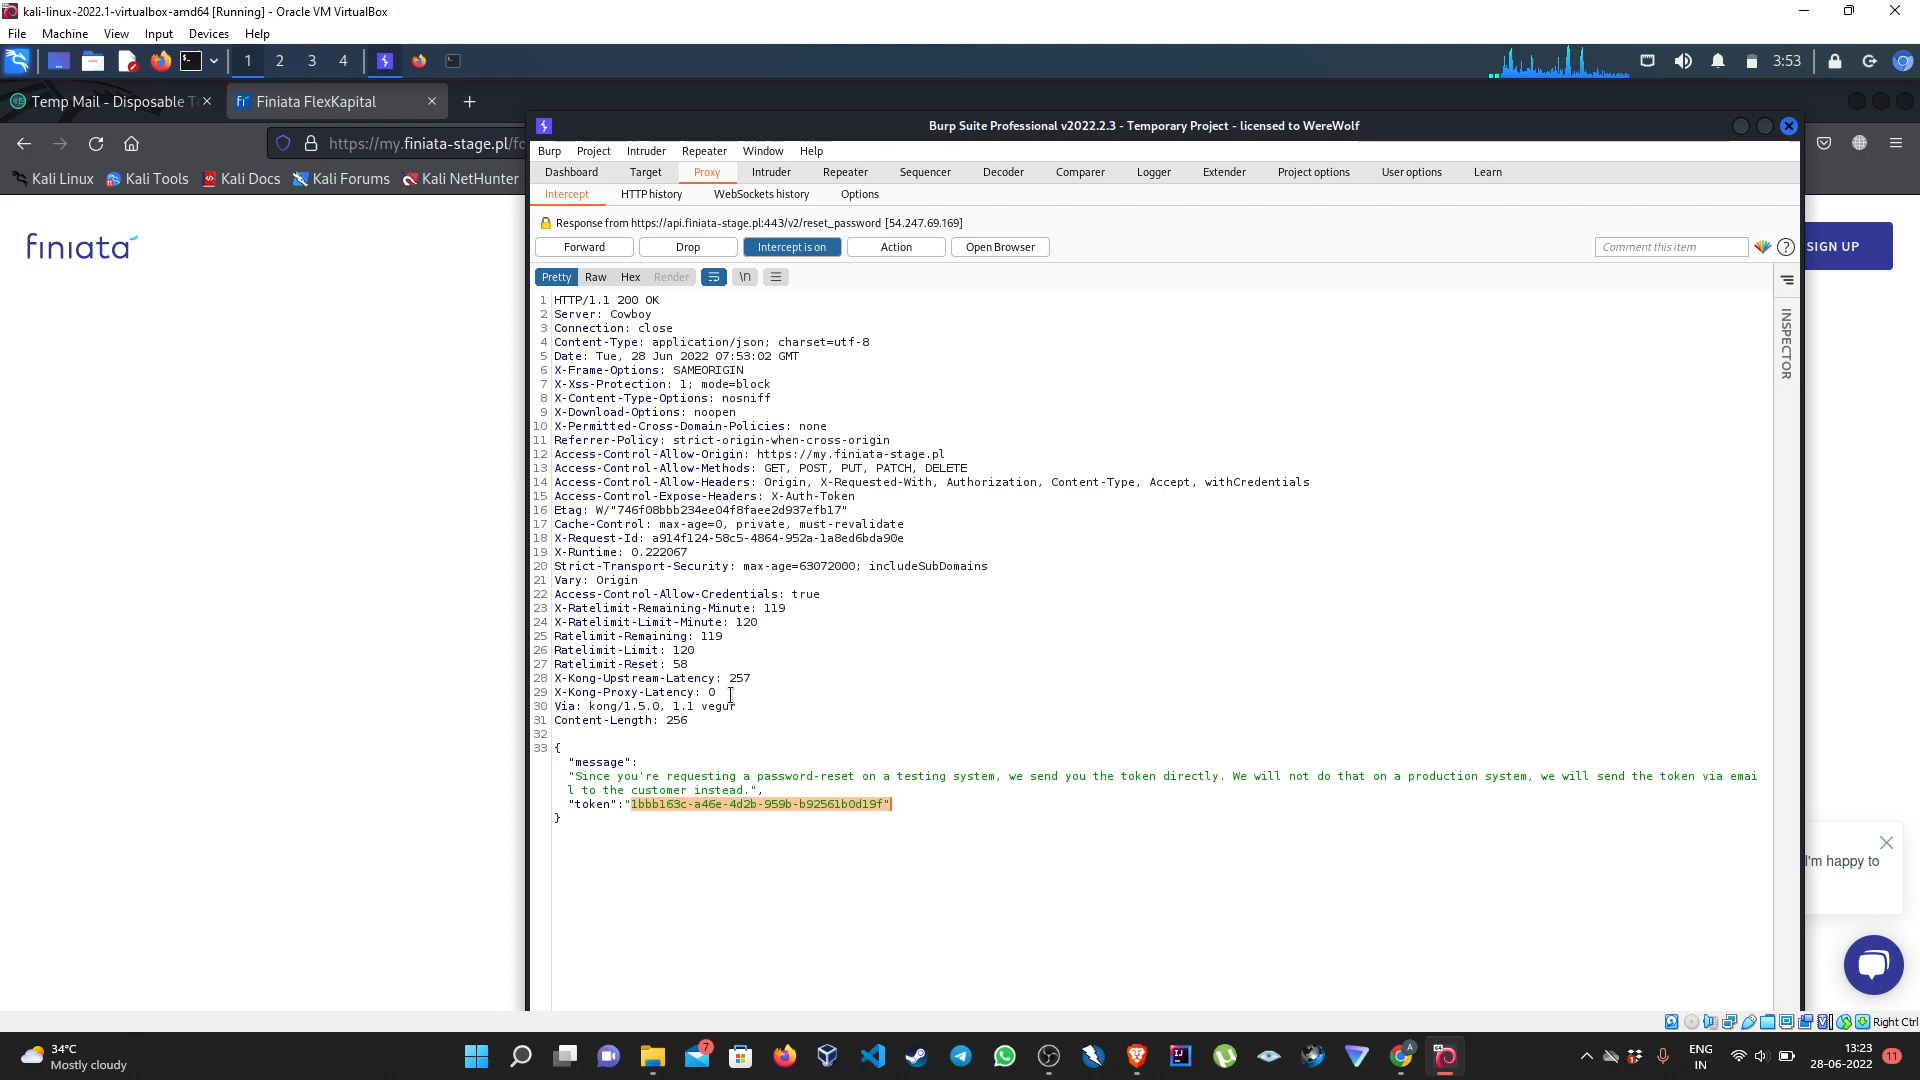 kali-linux-2022.1-virtualbox-amd64 [Running] - Oracle VM VirtualBox
File Machine View Input Devices Help
1 2 3 4 3:53
Temp Mail - Disposable Finiata FlexKapital
https://my.finiata-stage.pl/fo
Kali Linux Kali Tools Kali Docs Kali Forums Kali NetHunter
finiata
SIGN UP
Burp Suite Professional v2022.2.3 - Temporary Project - licensed to WereWolf
Burp Project Intruder Repeater Window Help
Dashboard Target Proxy Intruder Repeater Sequencer Decoder Comparer Logger Extender Project options User options Learn
Intercept HTTP history WebSockets history Options
Response from https://api.finiata-stage.pl:443/v2/reset_password [54.247.69.169]
Forward Drop Intercept is on Action Open Browser Comment this item ?
Pretty Raw Hex Render \n
INSPECTOR
1 HTTP/1.1 200 OK
2 Server: Cowboy
3 Connection: close
4 Content-Type: application/json; charset=utf-8
5 Date: Tue, 28 Jun 2022 07:53:02 GMT
6 X-Frame-Options: SAMEORIGIN
7 X-Xss-Protection: 1; mode=block
8 X-Content-Type-Options: nosniff
9 X-Download-Options: noopen
10 X-Permitted-Cross-Domain-Policies: none
11 Referrer-Policy: strict-origin-when-cross-origin
12 Access-Control-Allow-Origin: https://my.finiata-stage.pl
13 Access-Control-Allow-Methods: GET, POST, PUT, PATCH, DELETE
14 Access-Control-Allow-Headers: Origin, X-Requested-With, Authorization, Content-Type, Accept, withCredentials
15 Access-Control-Expose-Headers: X-Auth-Token
16 Etag: W/"746f08bbb234ee04f8faee2d937efb17"
17 Cache-Control: max-age=0, private, must-revalidate
18 X-Request-Id: a914f124-58c5-4864-952a-1a8ed6bda90e
19 X-Runtime: 0.222067
20 Strict-Transport-Security: max-age=63072000; includeSubDomains
21 Vary: Origin
22 Access-Control-Allow-Credentials: true
23 X-Ratelimit-Remaining-Minute: 119
24 X-Ratelimit-Limit-Minute: 120
25 Ratelimit-Remaining: 119
26 Ratelimit-Limit: 120
27 Ratelimit-Reset: 58
28 X-Kong-Upstream-Latency: 257
29 X-Kong-Proxy-Latency: 0
30 Via: kong/1.5.0, 1.1 vegur
31 Content-Length: 256
32
33 {
"message":
"Since you're requesting a password-reset on a testing system, we send you the token directly. We will not do that on a production system, we will send the token via emai
l to the customer instead.",
"token":"1bbb163c-a46e-4d2b-959b-b92561b0d19f"
}
I'm happy to
Right Ctrl
34°C
Mostly cloudy
7
ENG
IN
13:23
28-06-2022
11